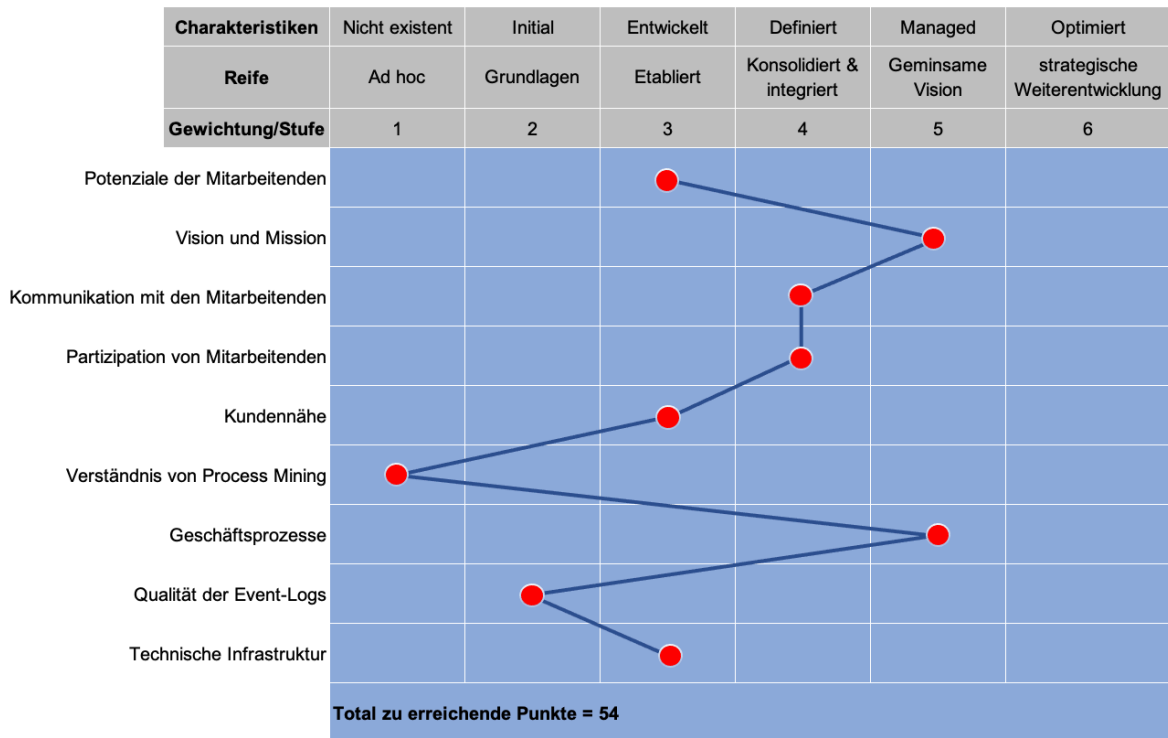 Charakteristiken Nicht existent Initial Entwickelt Definiert Managed Optimiert
Reife Ad hoc Grundlagen Etabliert Konsolidiert & integriert Geminsame Vision strategische Weiterentwicklung
Gewichtung/Stufe 1 2 3 4 5 6
Potenziale der Mitarbeitenden
Vision und Mission
Kommunikation mit den Mitarbeitenden
Partizipation von Mitarbeitenden
Kundennähe
Verständnis von Process Mining
Geschäftsprozesse
Qualität der Event-Logs
Technische Infrastruktur
Total zu erreichende Punkte = 54